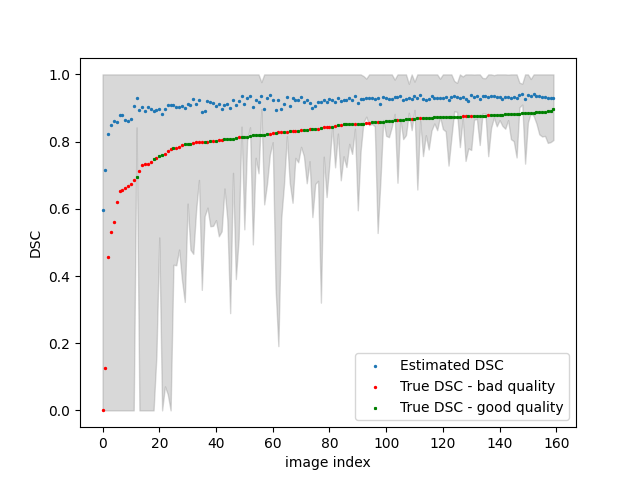 1.0
0.8
0.6
0.4
0.2
0.0
DSC
Estimated DSC
True DSC - bad quality
True DSC - good quality
0 20 40 60 80 100 120 140 160
image index